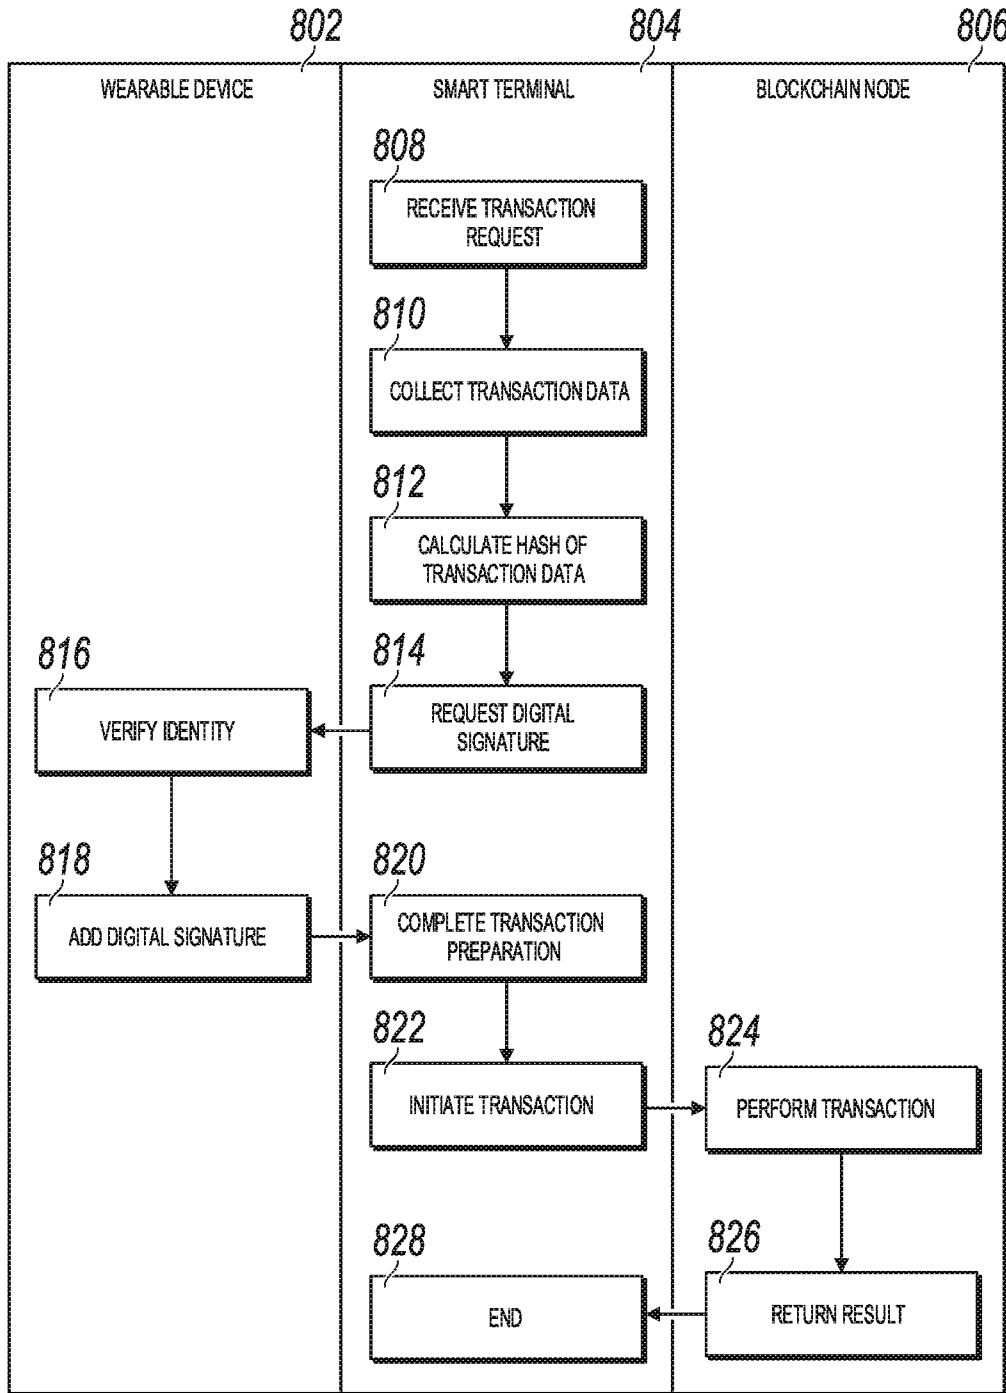 802
804
806
WEARABLE DEVICE
SMART TERMINAL
BLOCKCHAIN NODE
808
RECEIVE TRANSACTION
REQUEST
810
COLLECT TRANSACTION DATA
812
CALCULATE HASH OF
TRANSACTION DATA
816
VERIFY IDENTITY
814
REQUEST DIGITAL
SIGNATURE
818
ADD DIGITAL SIGNATURE
820
COMPLETE TRANSACTION
PREPARATION
822
INITIATE TRANSACTION
824
PERFORM TRANSACTION
828
END
826
RETURN RESULT